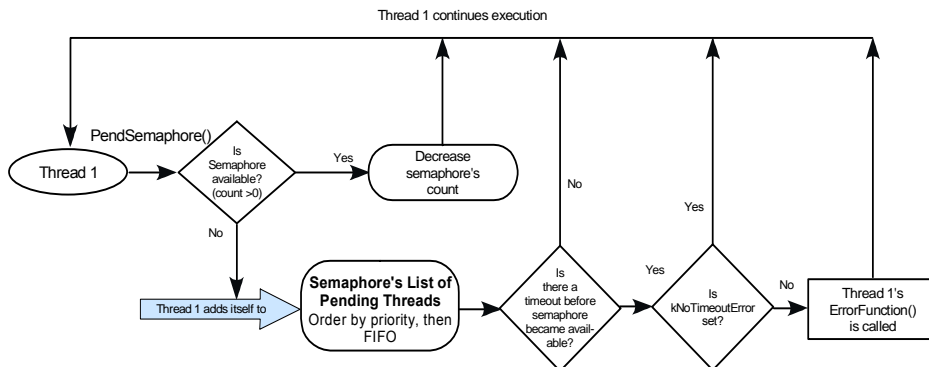 Thread 1 continues execution
PendSemaphore()
Thread 1
Is
Semaphore
available?
(count >0)
Yes
Decrease
semaphore's
count
No
Thread 1 adds itself to
Semaphore's List of
Pending Threads
Order by priority, then
FIFO
Is
there a
timeout before
semaphore
became avail-
able?
No
Yes
Is
kNoTimeoutError
set?
Yes
No
Thread 1's
ErrorFunction()
is called